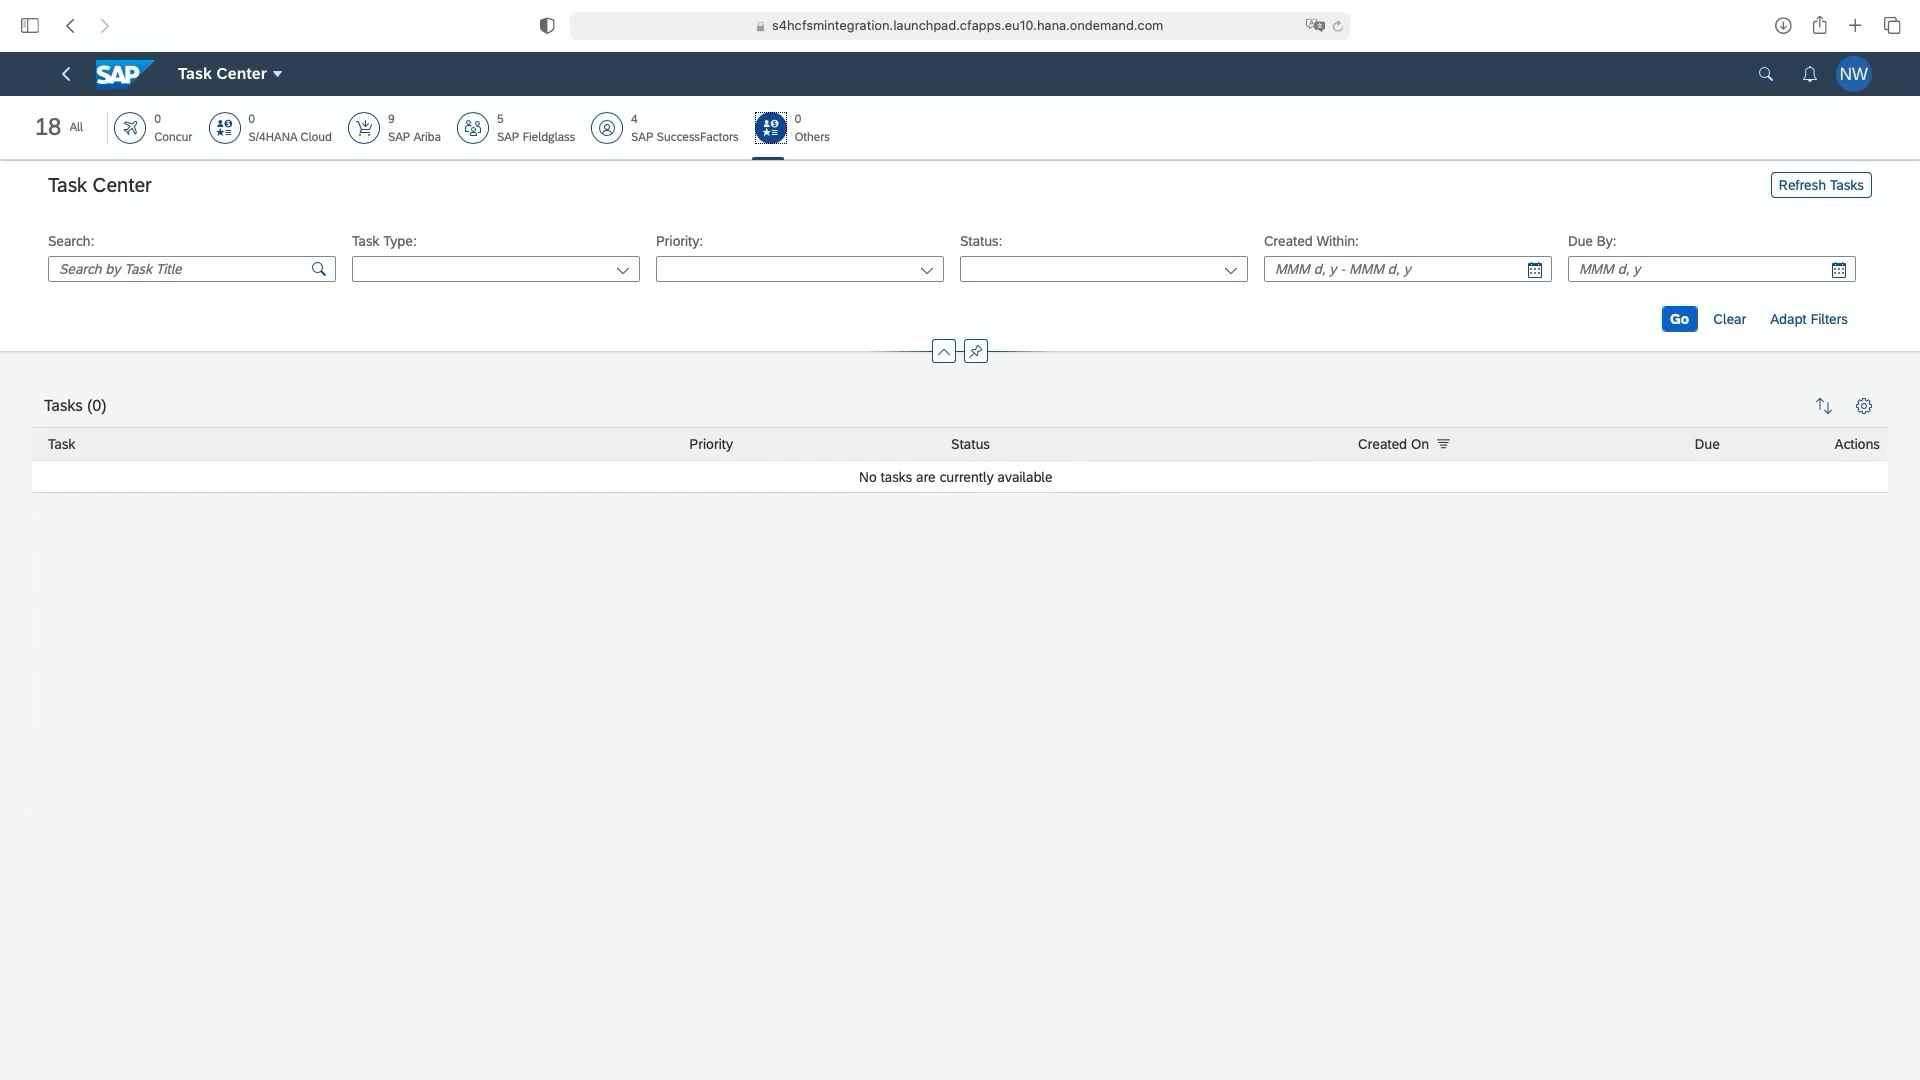 s4hcfsmintegration.launchpad.cfapps.eu10.hana.ondemand.com
SAP Task Center NW
18 All
0 Concur
0 S/4HANA Cloud
9 SAP Ariba
5 SAP Fieldglass
4 SAP SuccessFactors
0 Others
Task Center Refresh Tasks
Search: Task Type: Priority: Status: Created Within: Due By:
Search by Task Title MMM d, y - MMM d, y MMM d, y
Go Clear Adapt Filters
Tasks (0)
Task Priority Status Created On Due Actions
No tasks are currently available